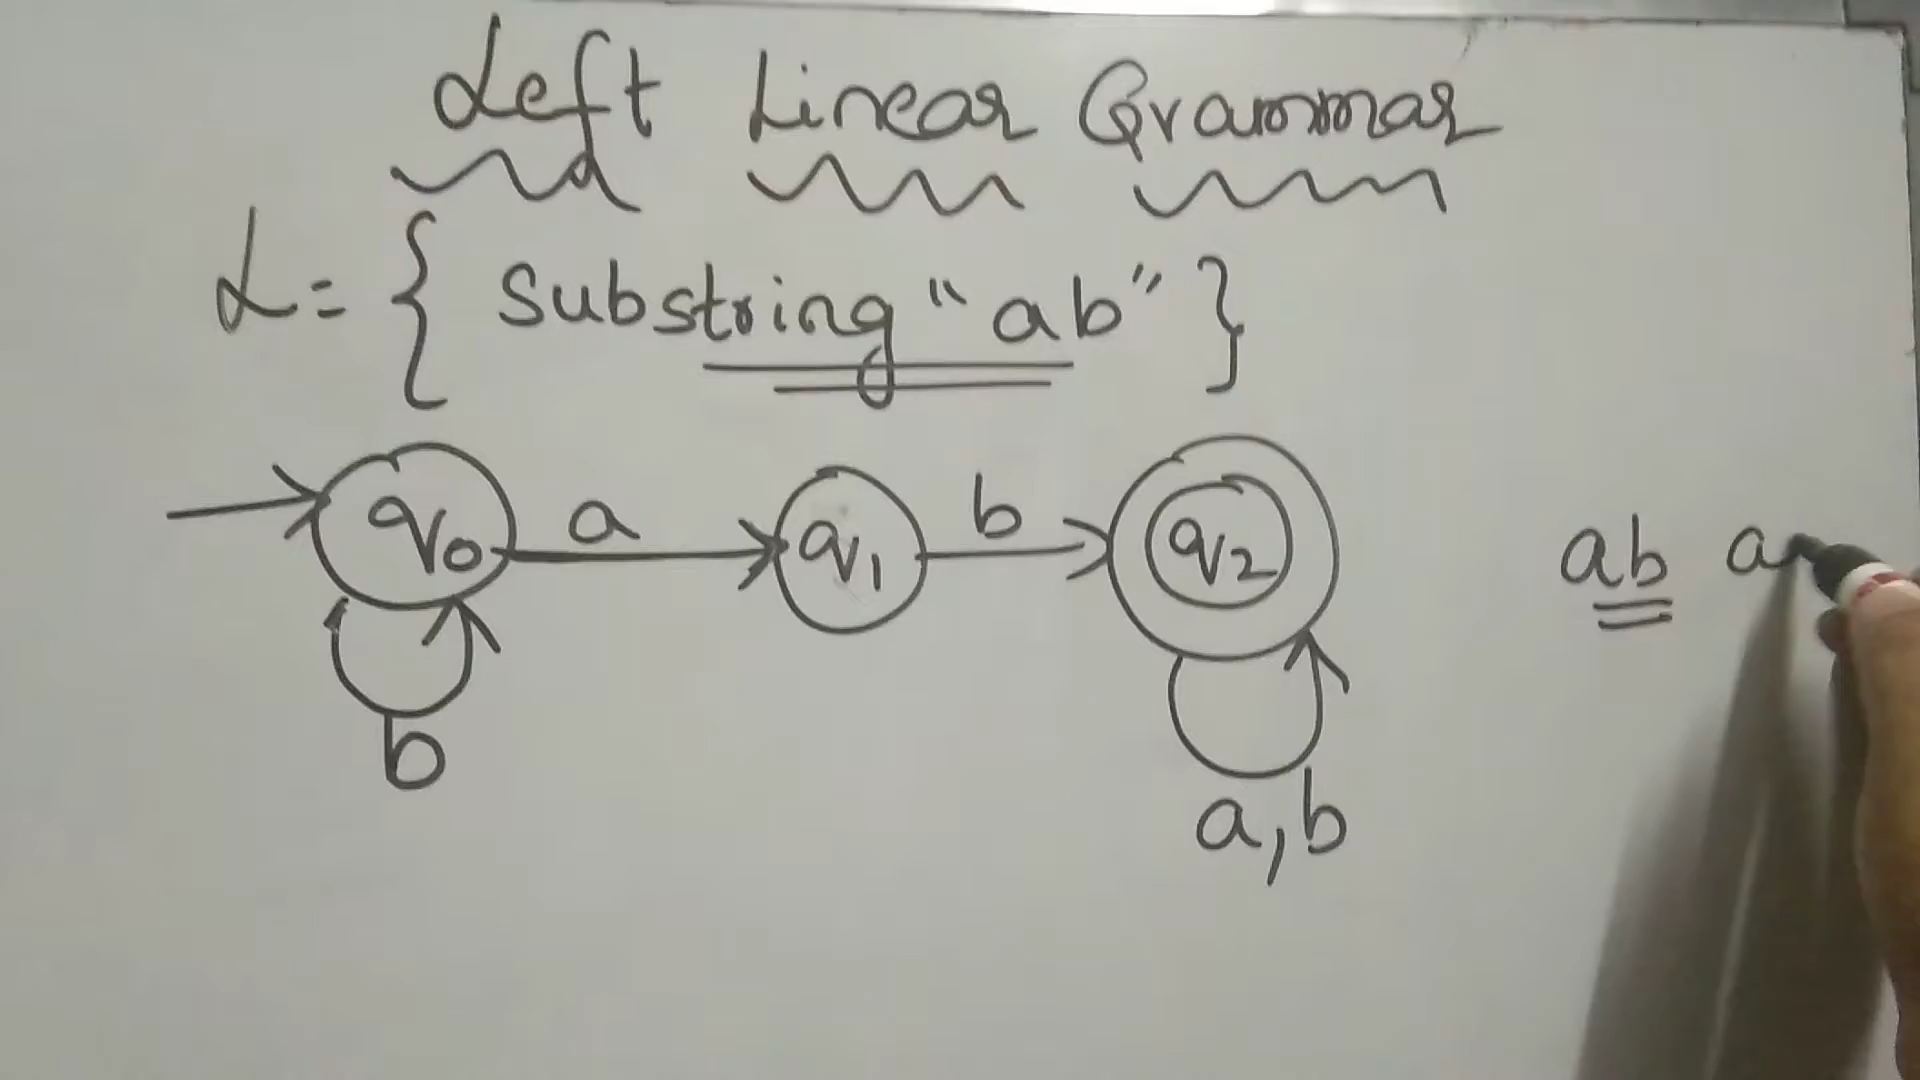 Left Linear Grammar
L = { Substring "ab" }
q0 a q1 b q2
ab a
b
a,b